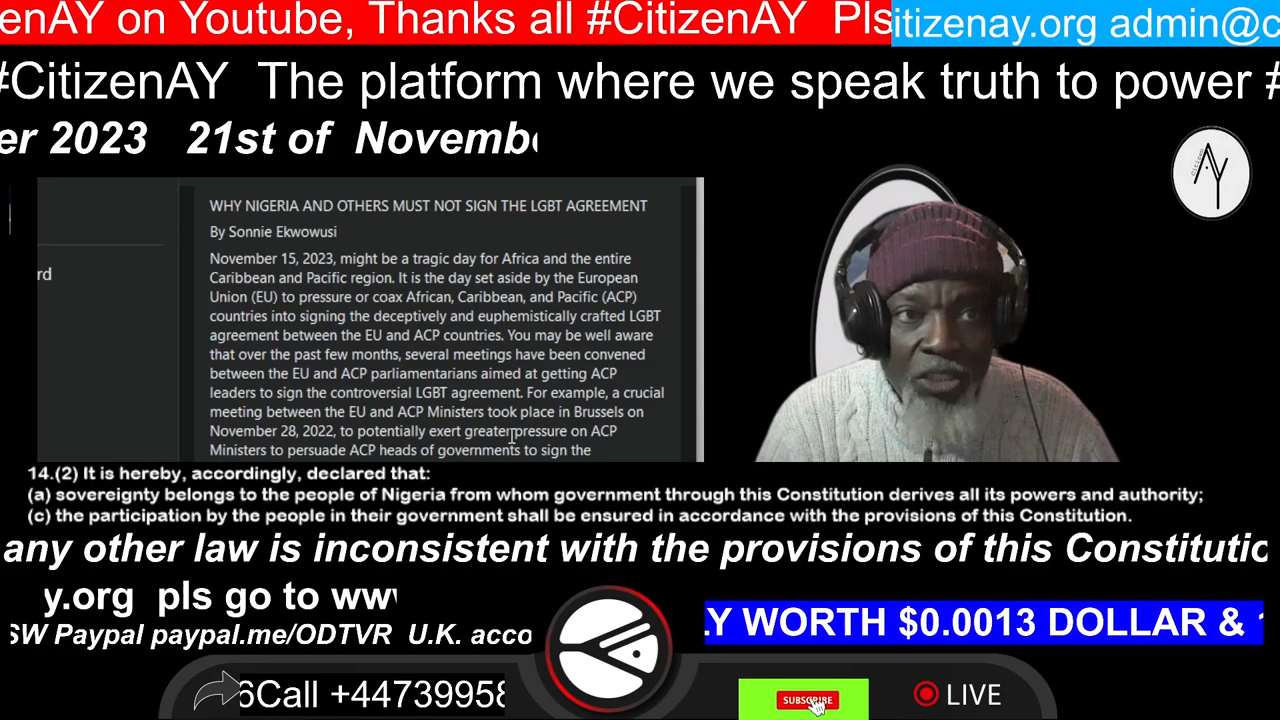 enAY on Youtube, Thanks all #CitizenAY Pls
itizenay.org admin@c
#CitizenAY The platform where we speak truth to power #
er 2023 21st of Novemb
AY
rd
WHY NIGERIA AND OTHERS MUST NOT SIGN THE LGBT AGREEMENT
By Sonnie Ekwowusi
November 15, 2023, might be a tragic day for Africa and the entire
Caribbean and Pacific region. It is the day set aside by the European
Union (EU) to pressure or coax African, Caribbean, and Pacific (ACP)
countries into signing the deceptively and euphemistically crafted LGBT
agreement between the EU and ACP countries. You may be well aware
that over the past few months, several meetings have been convened
between the EU and ACP parliamentarians aimed at getting ACP
leaders to sign the controversial LGBT agreement. For example, a crucial
meeting between the EU and ACP Ministers took place in Brussels on
November 28, 2022, to potentially exert greater pressure on ACP
Ministers to persuade ACP heads of governments to sign the
14.(2) It is hereby, accordingly, declared that:
(a) sovereignty belongs to the people of Nigeria from whom government through this Constitution derives all its powers and authority;
(c) the participation by the people in their government shall be ensured in accordance with the provisions of this Constitution.
any other law is inconsistent with the provisions of this Constitutio
y.org pls go to ww
SW Paypal paypal.me/ODTVR U.K. acco
Y WORTH $0.0013 DOLLAR &
6Call +44739958
SUBSCRIBE
LIVE